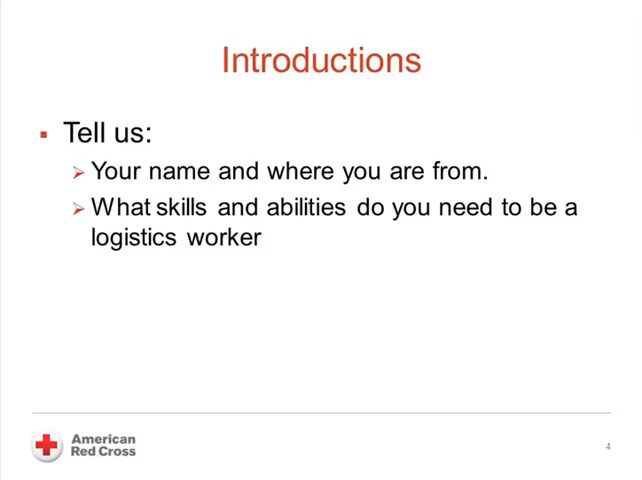 Introductions
Tell us:
Your name and where you are from.
What skills and abilities do you need to be a
logistics worker
American
Red Cross
4